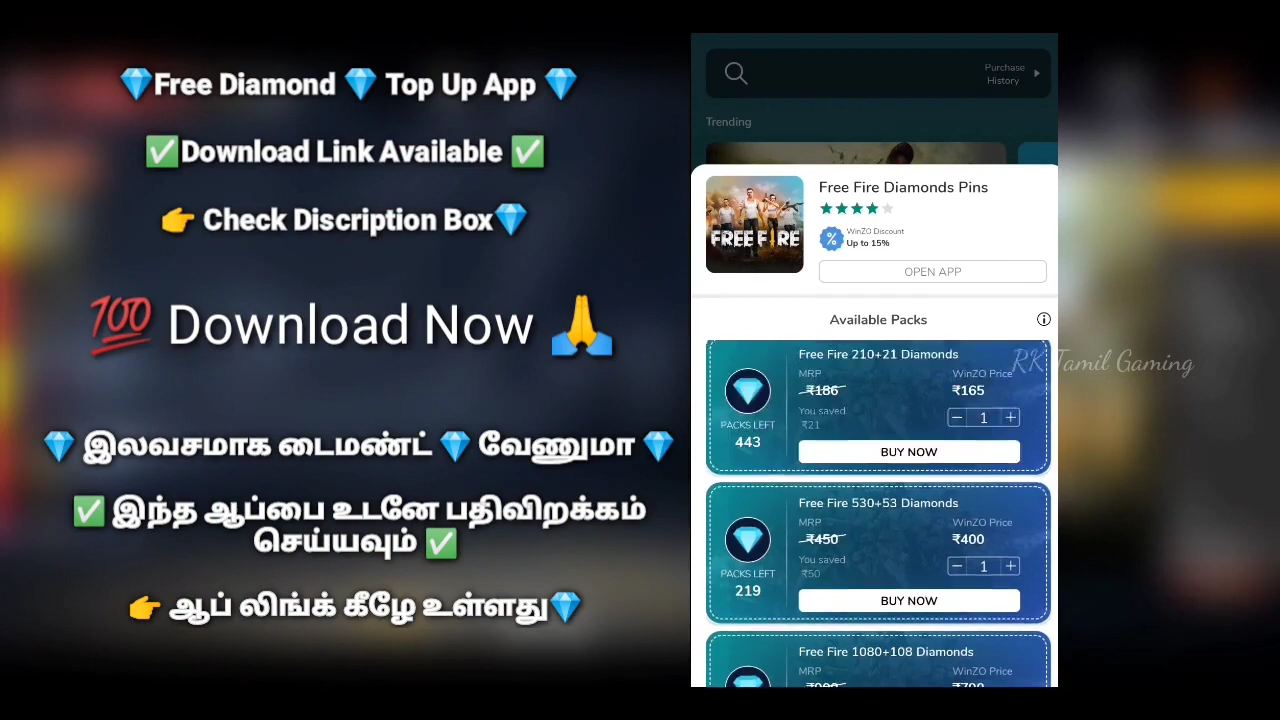 💎Free Diamond 💎 Top Up App 💎
✅Download Link Available ✅
👉 Check Discription Box💎
💯 Download Now 🙏
💎 இலவசமாக டைமண்ட் 💎 வேணுமா 💎
✅ இந்த ஆப்பை உடனே பதிவிறக்கம்
செய்யவும் ✅
👉 ஆப் லிங்க் கீழே உள்ளது💎
Purchase
History
Trending
Free Fire Diamonds Pins
FREE FIRE
WinZO Discount
Up to 15%
OPEN APP
Available Packs
Free Fire 210+21 Diamonds
MRP WinZO Price
₹186 ₹165
You saved
₹21
1
PACKS LEFT
443
BUY NOW
RK Tamil Gaming
Free Fire 530+53 Diamonds
MRP WinZO Price
₹450 ₹400
You saved
₹50
1
PACKS LEFT
219
BUY NOW
Free Fire 1080+108 Diamonds
MRP WinZO Price